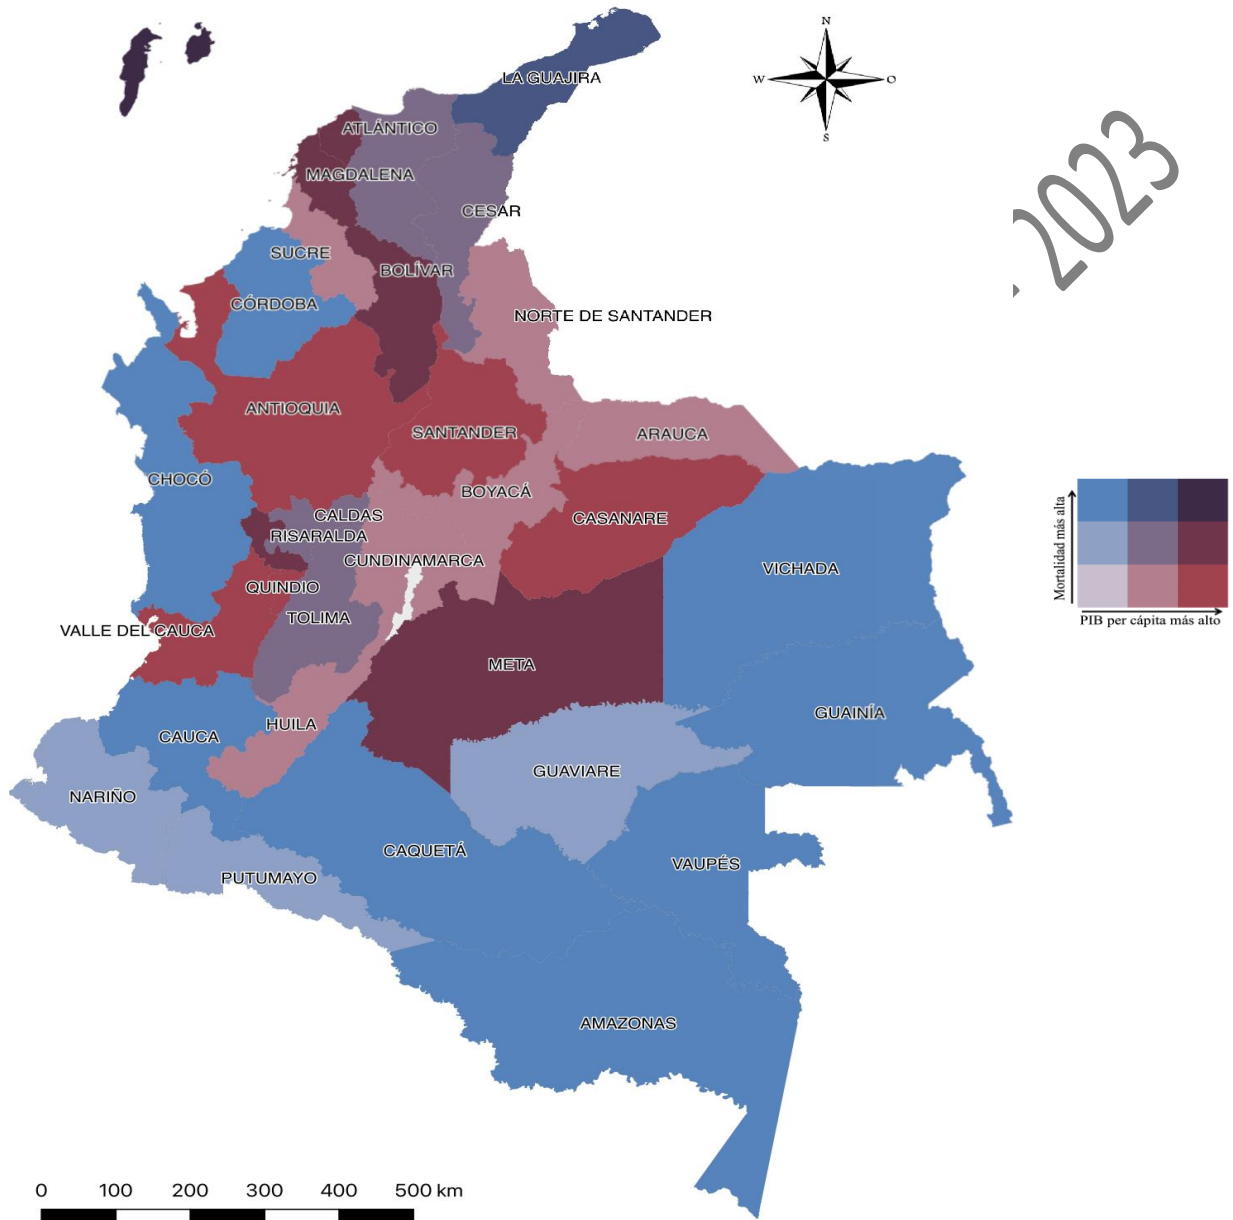 N
W
O
S
2023
LA GUAJIRA
ATLÁNTICO
MAGDALENA
CESAR
SUCRE
BOLÍVAR
CÓRDOBA
NORTE DE SANTANDER
ANTIOQUIA
SANTANDER
ARAUCA
CHOCÓ
BOYACÁ
CALDAS
CASANARE
RISARALDA
CUNDINAMARCA
VICHADA
QUINDIO
TOLIMA
VALLE DEL CAUCA
META
GUAINÍA
HUILA
CAUCA
GUAVIARE
NARIÑO
CAQUETÁ
VAUPÉS
PUTUMAYO
AMAZONAS
Mortalidad más alta
PIB per cápita más alto
0 100 200 300 400 500 km